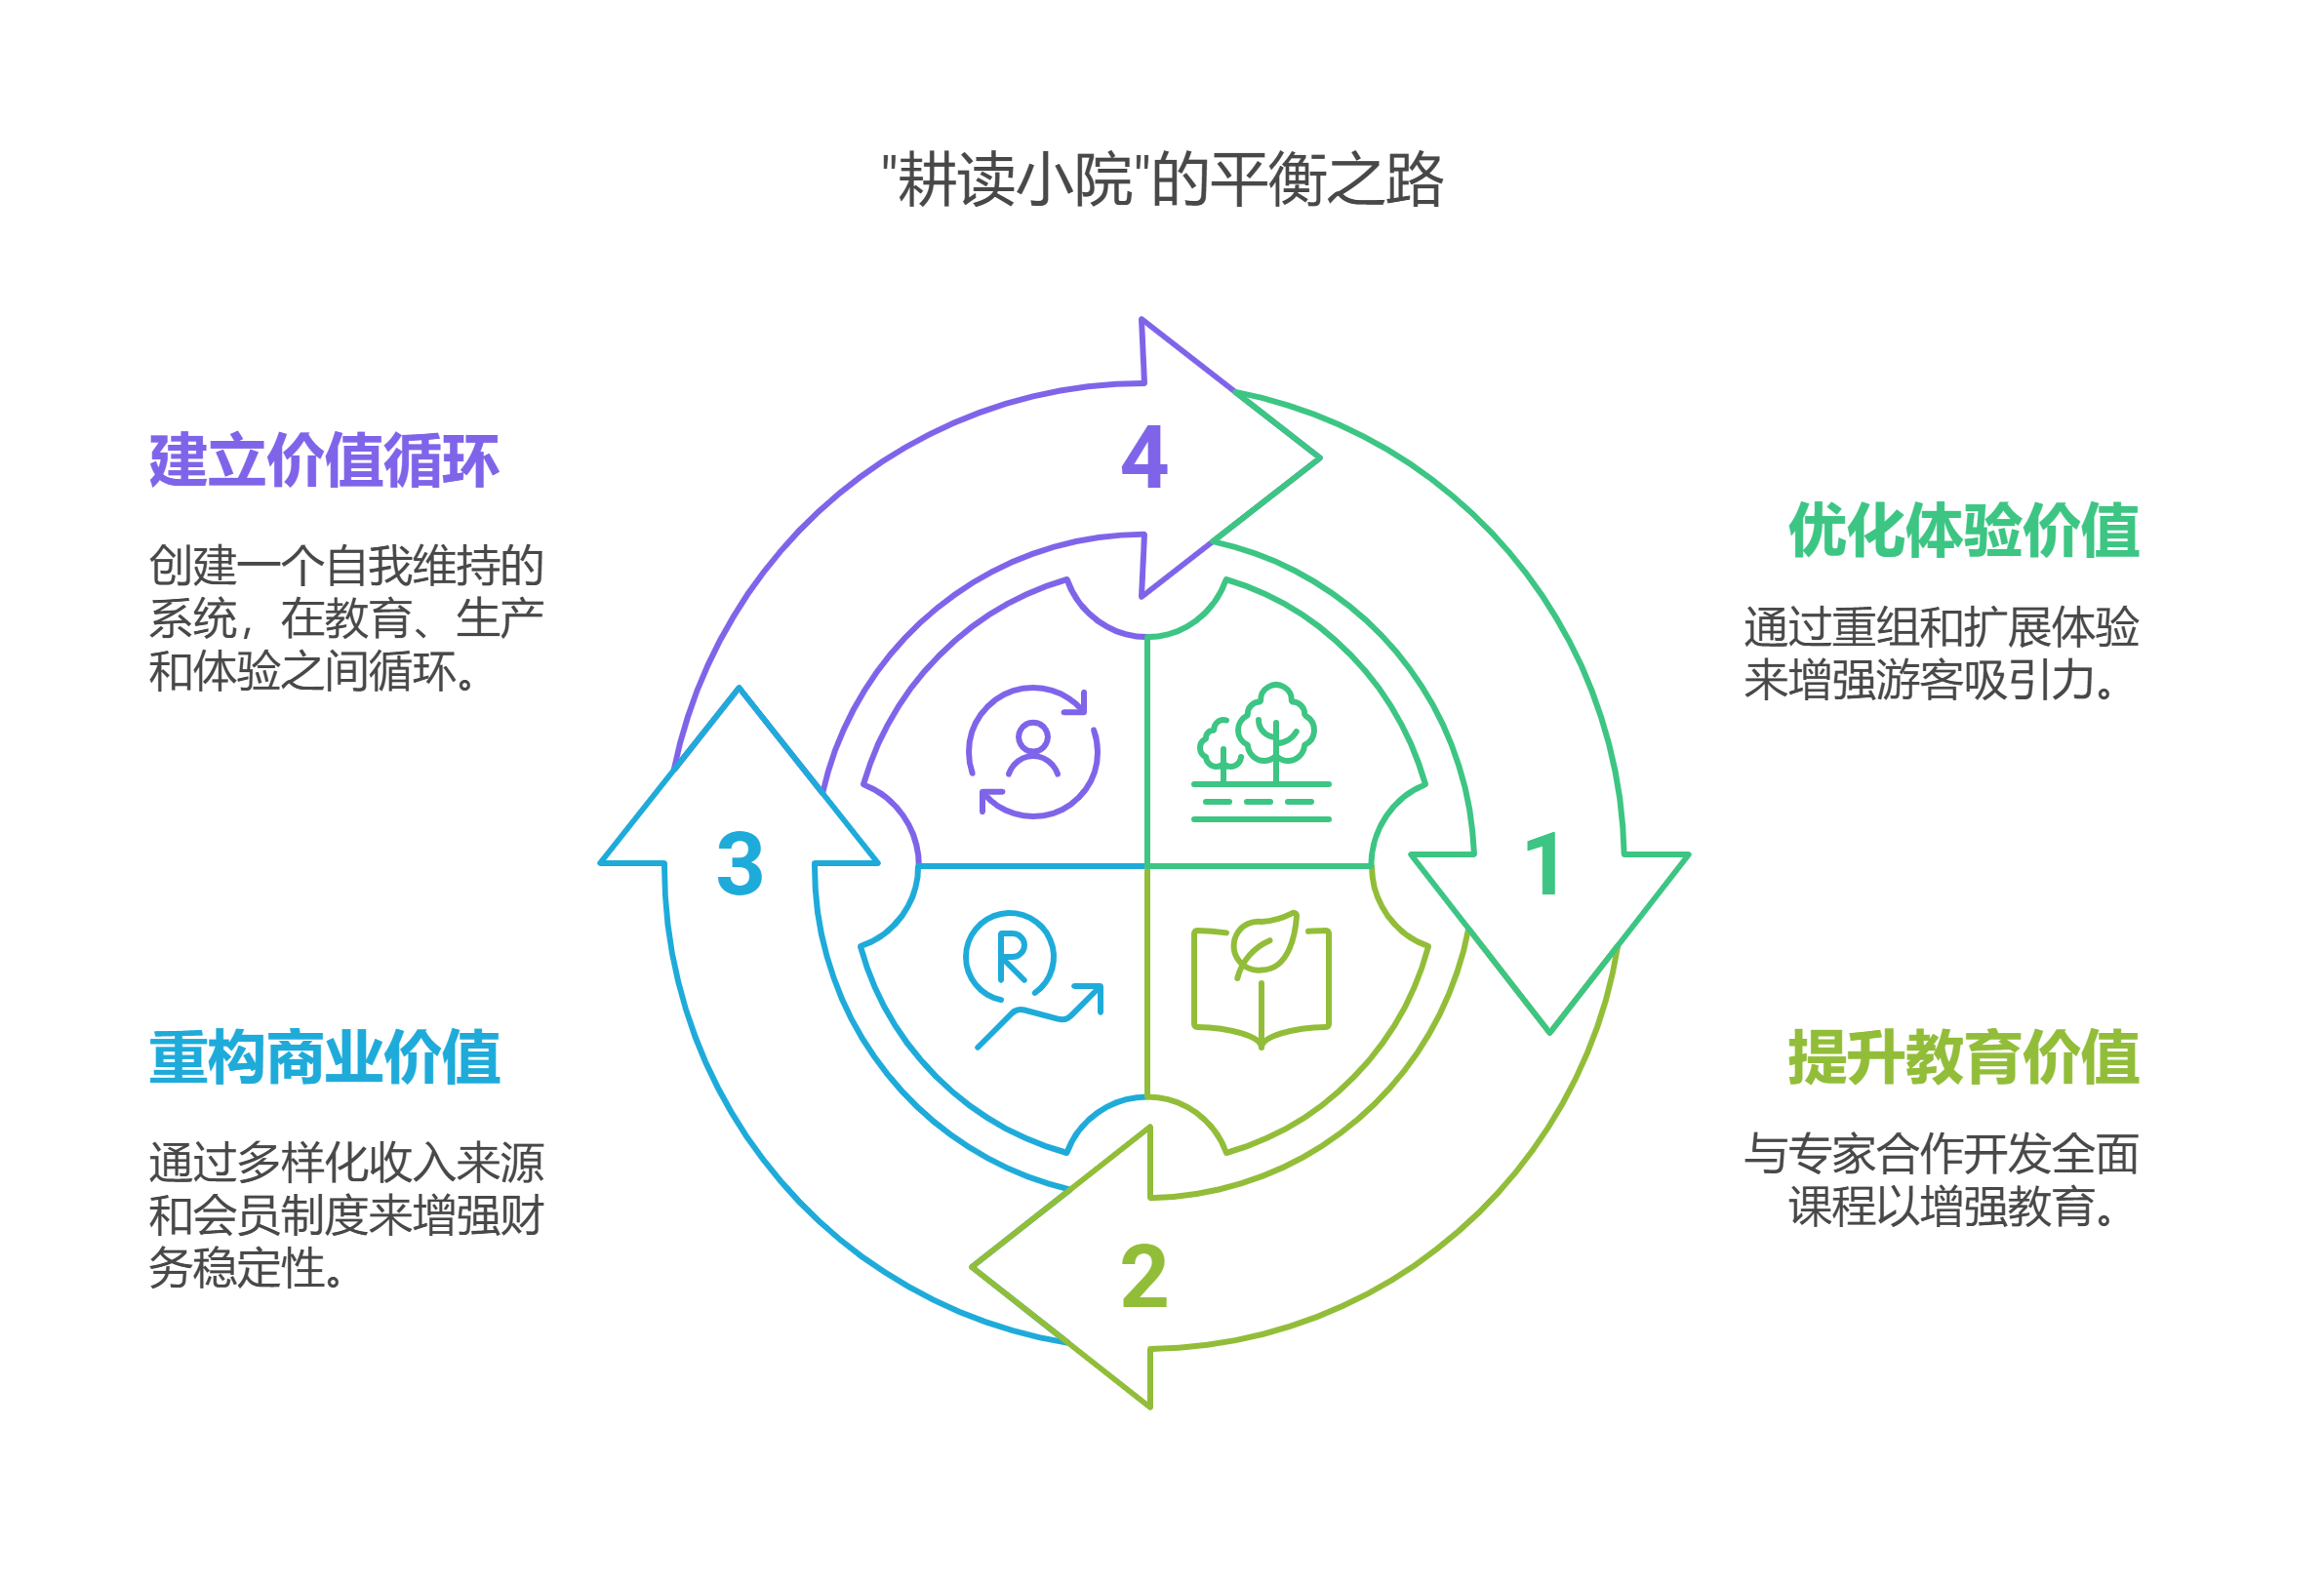 "耕读小院"的平衡之路
建立价值循环
创建一个自我维持的
系统，在教育、生产
和体验之间循环。
4
优化体验价值
通过重组和扩展体验
来增强游客吸引力。
3
1
R
重构商业价值
通过多样化收入来源
和会员制度来增强财
务稳定性。
提升教育价值
与专家合作开发全面
课程以增强教育。
2